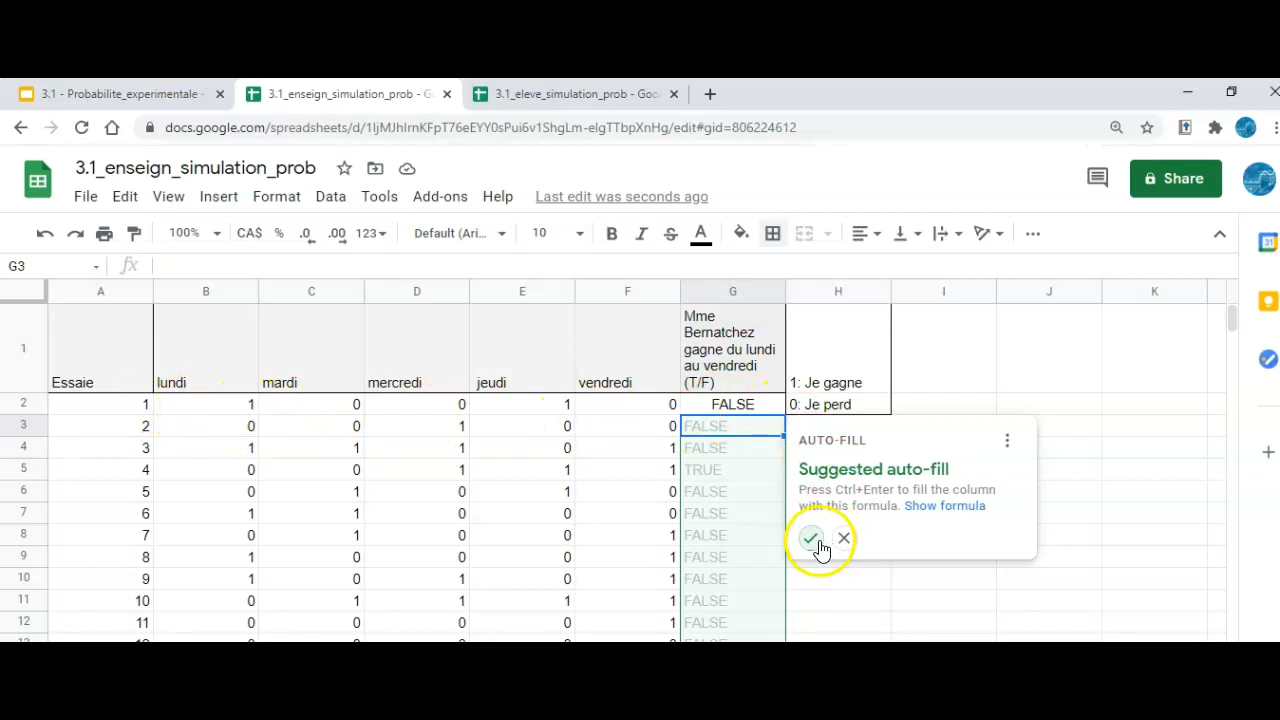 3.1 - Probabilite_experimentale -
3.1_enseign_simulation_prob - G
3.1_eleve_simulation_prob - Goo
docs.google.com/spreadsheets/d/1ljMJhIrnKFpT76eEYY0sPui6v1ShgLm-elgTTbpXnHg/edit#gid=806224612
3.1_enseign_simulation_prob
Share
File Edit View Insert Format Data Tools Add-ons Help Last edit was seconds ago
100% CA$ % .0 .00 123 Default (Ari... 10 B I S A
31
G3 fx
A B C D E F G H I J K
1 Essaie lundi mardi mercredi jeudi vendredi
Mme
Bernatchez
gagne du lundi
au vendredi
(T/F)
1: Je gagne
2 1 1 0 0 1 0 FALSE 0: Je perd
3 2 0 0 1 0 0 FALSE
4 3 1 1 1 0 1 FALSE
5 4 0 0 1 1 1 TRUE
6 5 0 1 0 1 0 FALSE
7 6 1 1 0 0 0 FALSE
8 7 0 1 0 0 1 FALSE
9 8 1 0 0 0 1 FALSE
10 9 1 0 1 0 1 FALSE
11 10 0 1 1 1 1 FALSE
12 11 0 0 0 0 1 FALSE
AUTO-FILL
Suggested auto-fill
Press Ctrl+Enter to fill the column
with this formula. Show formula